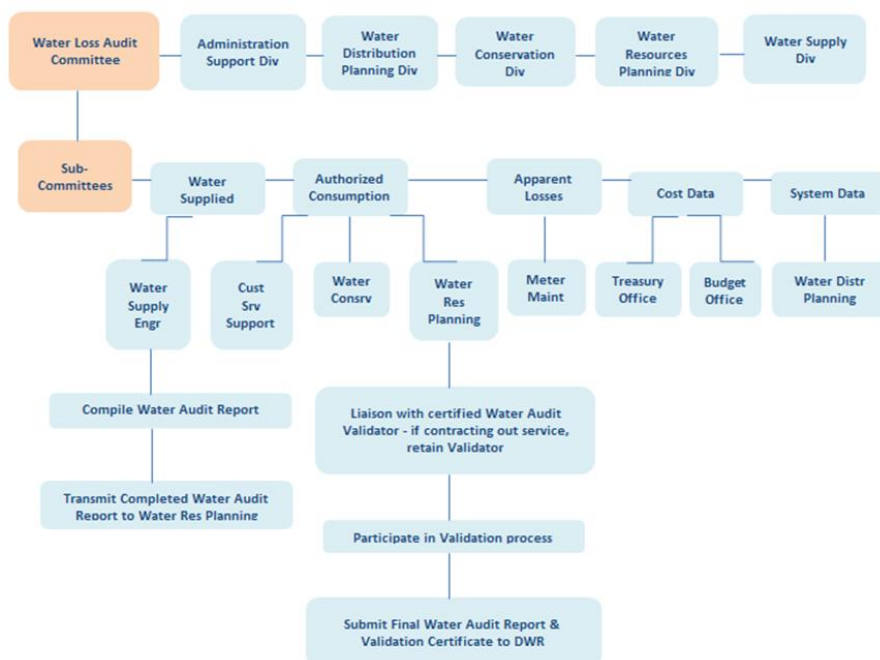 Water Loss Audit
Committee
Administration
Support Div
Water
Distribution
Planning Div
Water
Conservation
Div
Water
Resources
Planning Div
Water Supply
Div
Sub-
Committees
Water
Supplied
Authorized
Consumption
Apparent
Losses
Cost Data
System Data
Water
Supply
Engr
Cust
Srv
Support
Water
Consrv
Water
Res
Planning
Meter
Maint
Treasury
Office
Budget
Office
Water Distr
Planning
Compile Water Audit Report
Liaison with certified Water Audit
Validator - if contracting out service,
retain Validator
Transmit Completed Water Audit
Report to Water Res Planning
Participate in Validation process
Submit Final Water Audit Report &
Validation Certificate to DWR